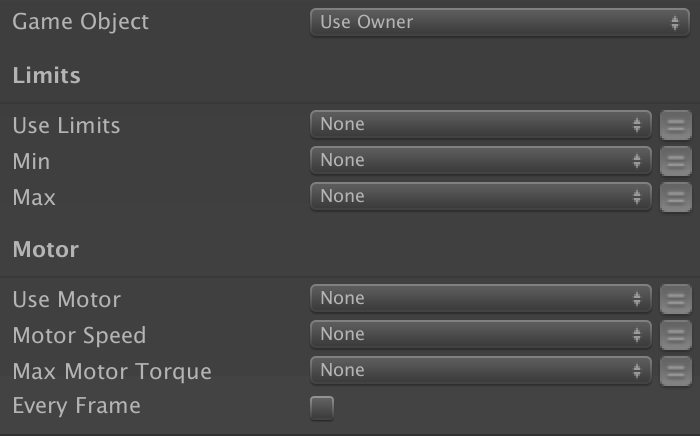 Game Object Use Owner
Limits
Use Limits None
Min None
Max None
Motor
Use Motor None
Motor Speed None
Max Motor Torque None
Every Frame